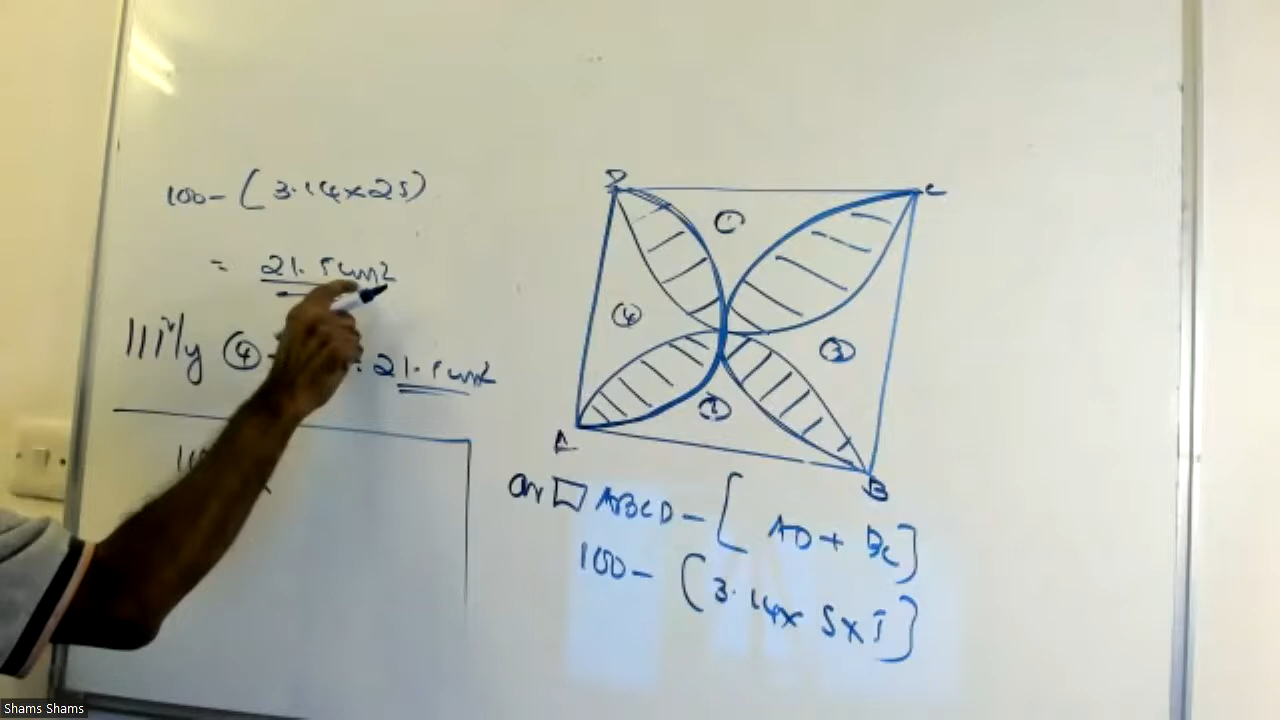 100-(3.14×25)
= 21.5cm2
111ly ④ 21.5cm2
D
C
①
④
③
②
A
B
ar □ ABCD - [AD + BC]
100- (3.14× 5×5]
Shams Shams